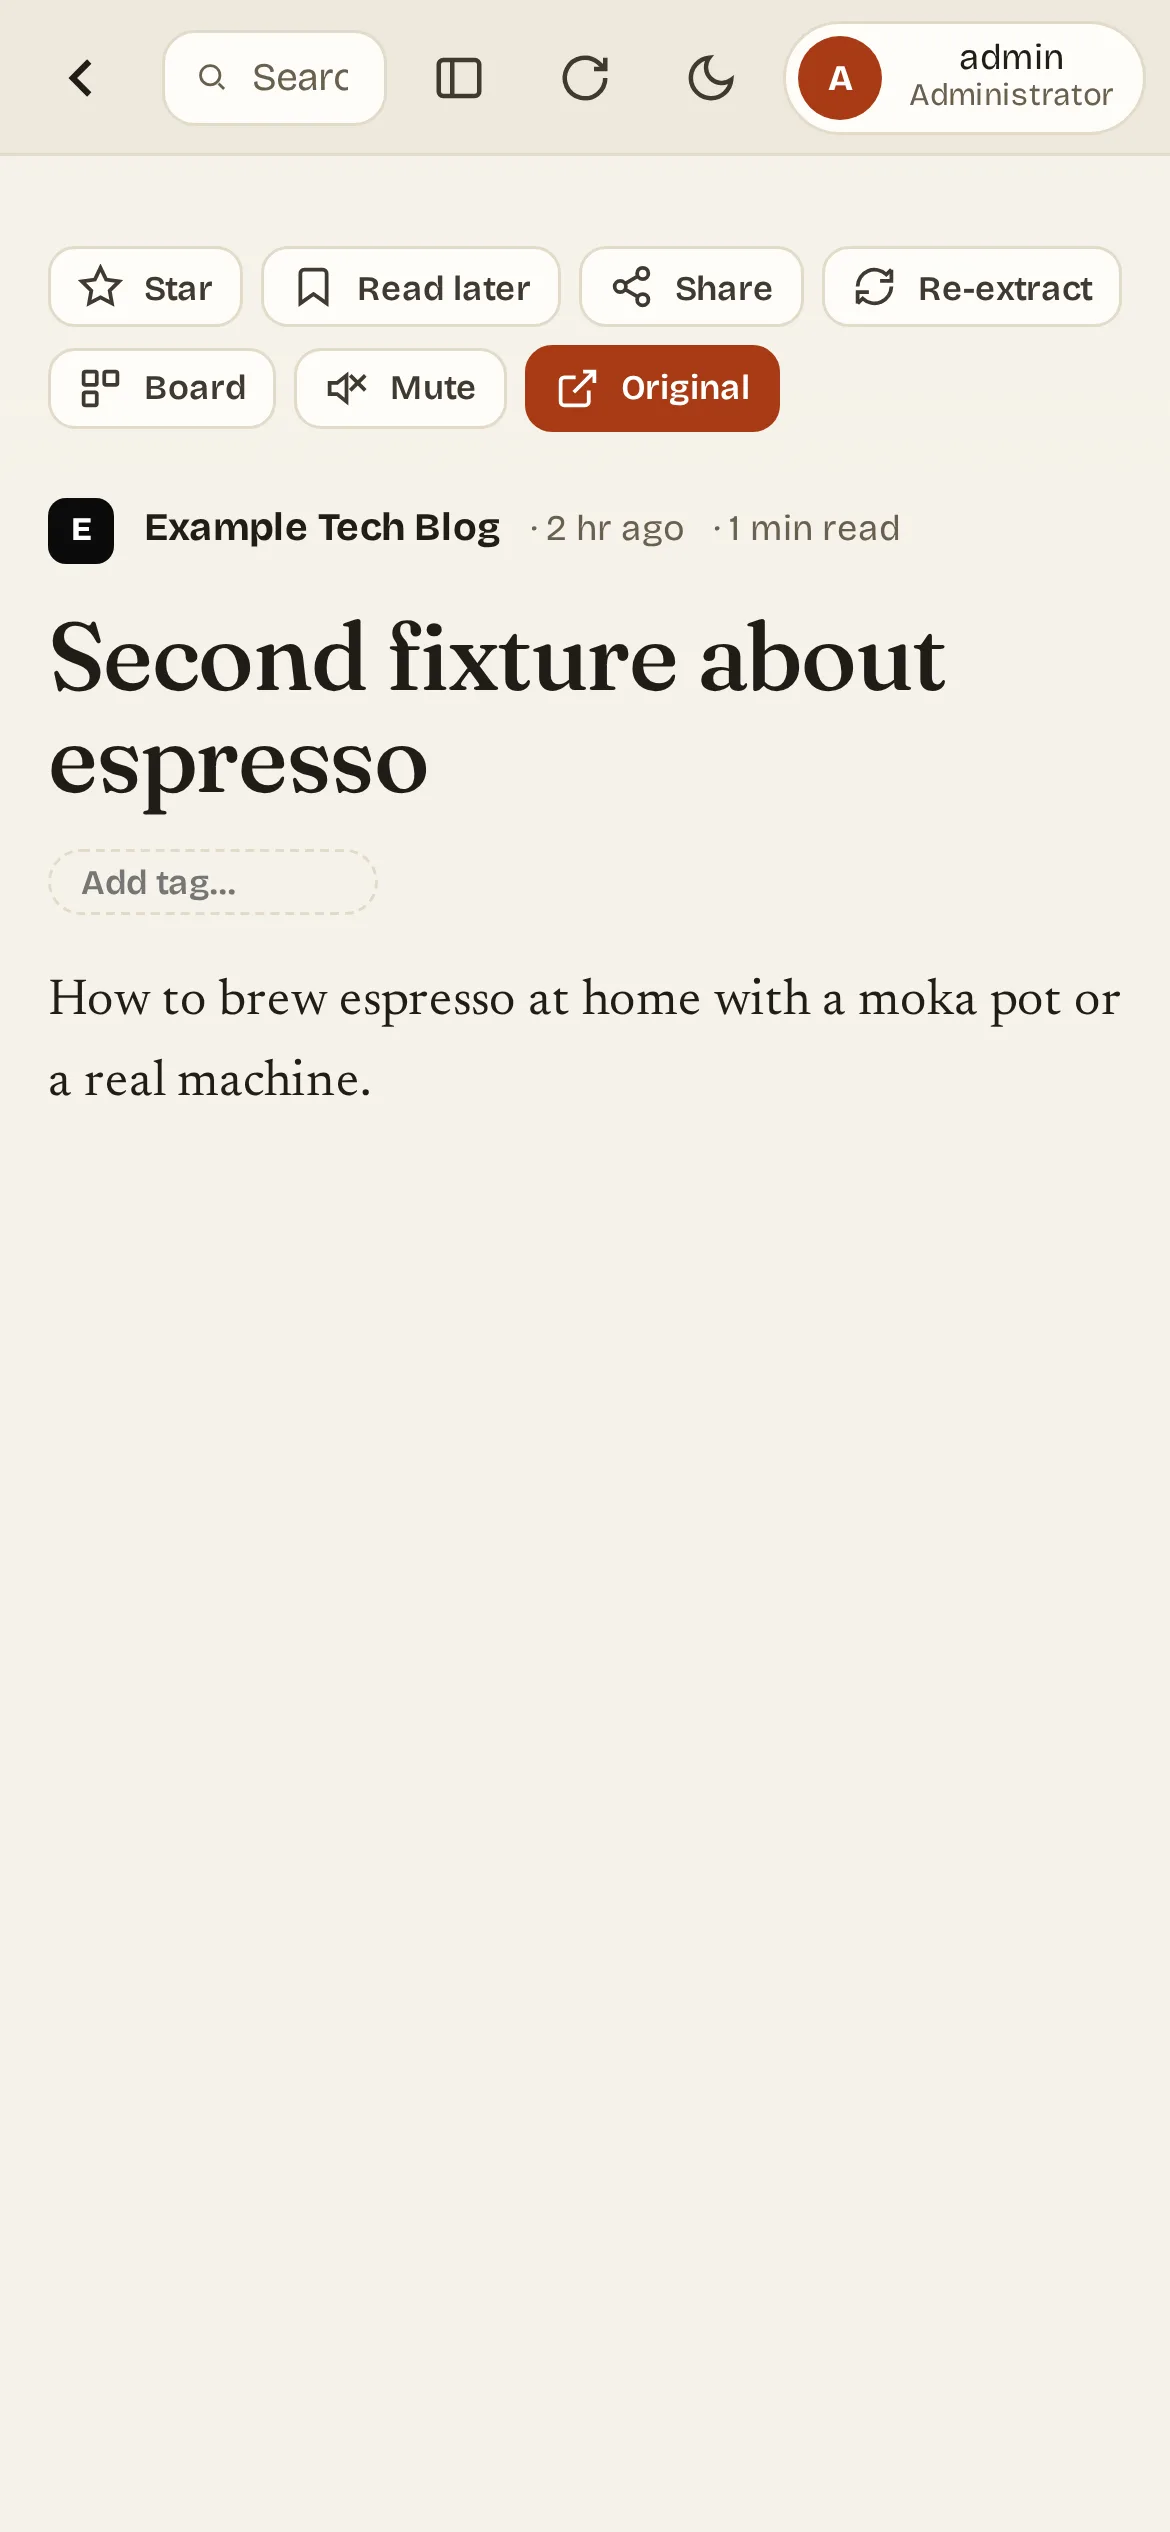 Searc
A
admin
Administrator
Star
Read later
Share
Re-extract
Board
Mute
Original
E
Example Tech Blog · 2 hr ago · 1 min read
Second fixture about
espresso
Add tag...
How to brew espresso at home with a moka pot or
a real machine.